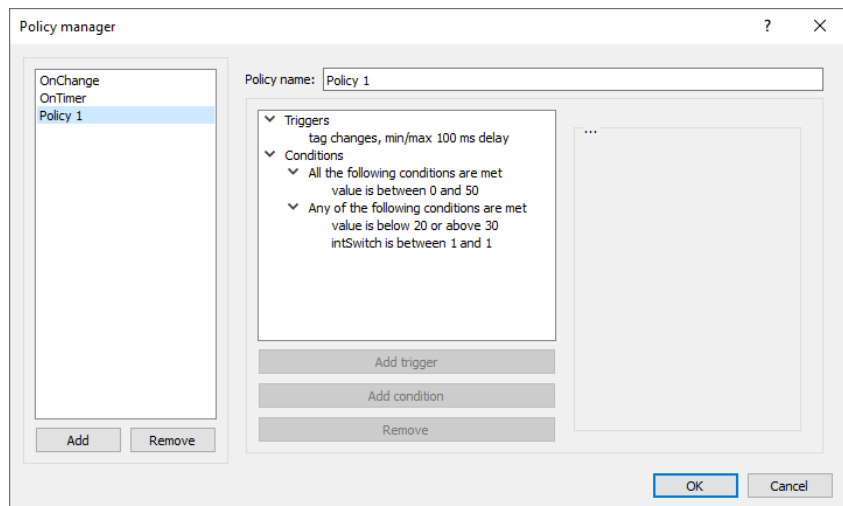 Policy manager
?
OnChange
OnTimer
Policy 1
Add
Remove
Policy name: Policy 1
Triggers
tag changes, min/max 100 ms delay
Conditions
All the following conditions are met
value is between 0 and 50
Any of the following conditions are met
value is below 20 or above 30
intSwitch is between 1 and 1
Add trigger
Add condition
Remove
...
OK
Cancel